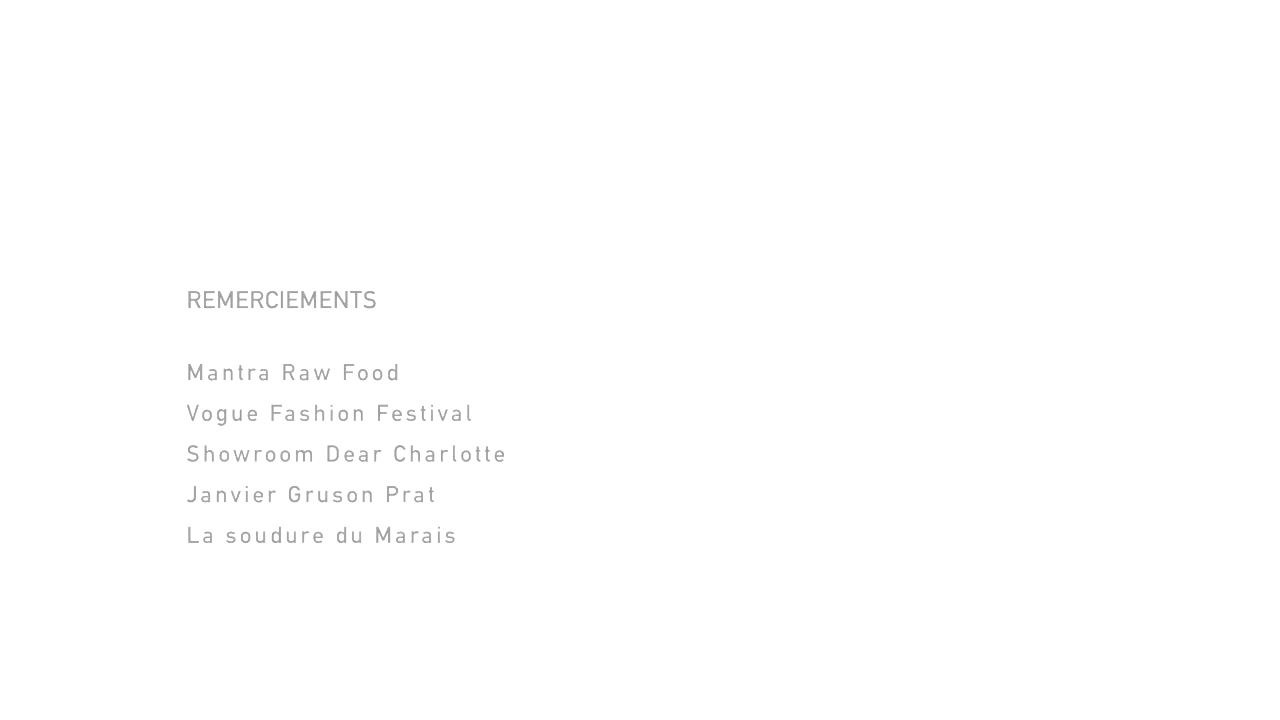 REMERCIEMENTS
Mantra Raw Food
Vogue Fashion Festival
Showroom Dear Charlotte
Janvier Gruson Prat
La soudure du Marais